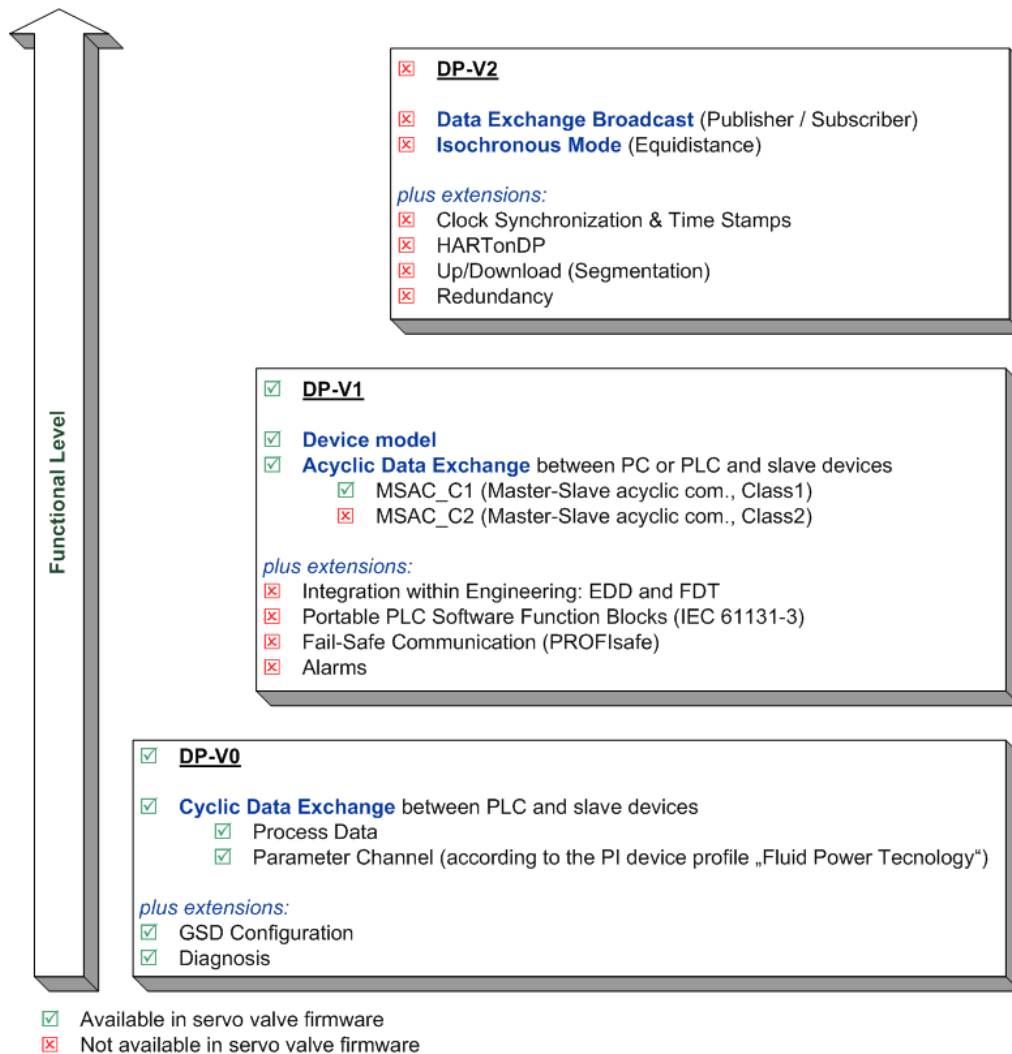 Functional Level
DP-V2
Data Exchange Broadcast (Publisher / Subscriber)
Isochronous Mode (Equidistance)
plus extensions:
Clock Synchronization & Time Stamps
HARTonDP
Up/Download (Segmentation)
Redundancy
DP-V1
Device model
Acyclic Data Exchange between PC or PLC and slave devices
MSAC_C1 (Master-Slave acyclic com., Class1)
MSAC_C2 (Master-Slave acyclic com., Class2)
plus extensions:
Integration within Engineering: EDD and FDT
Portable PLC Software Function Blocks (IEC 61131-3)
Fail-Safe Communication (PROFIsafe)
Alarms
DP-V0
Cyclic Data Exchange between PLC and slave devices
Process Data
Parameter Channel (according to the PI device profile „Fluid Power Tecnology“)
plus extensions:
GSD Configuration
Diagnosis
Available in servo valve firmware
Not available in servo valve firmware